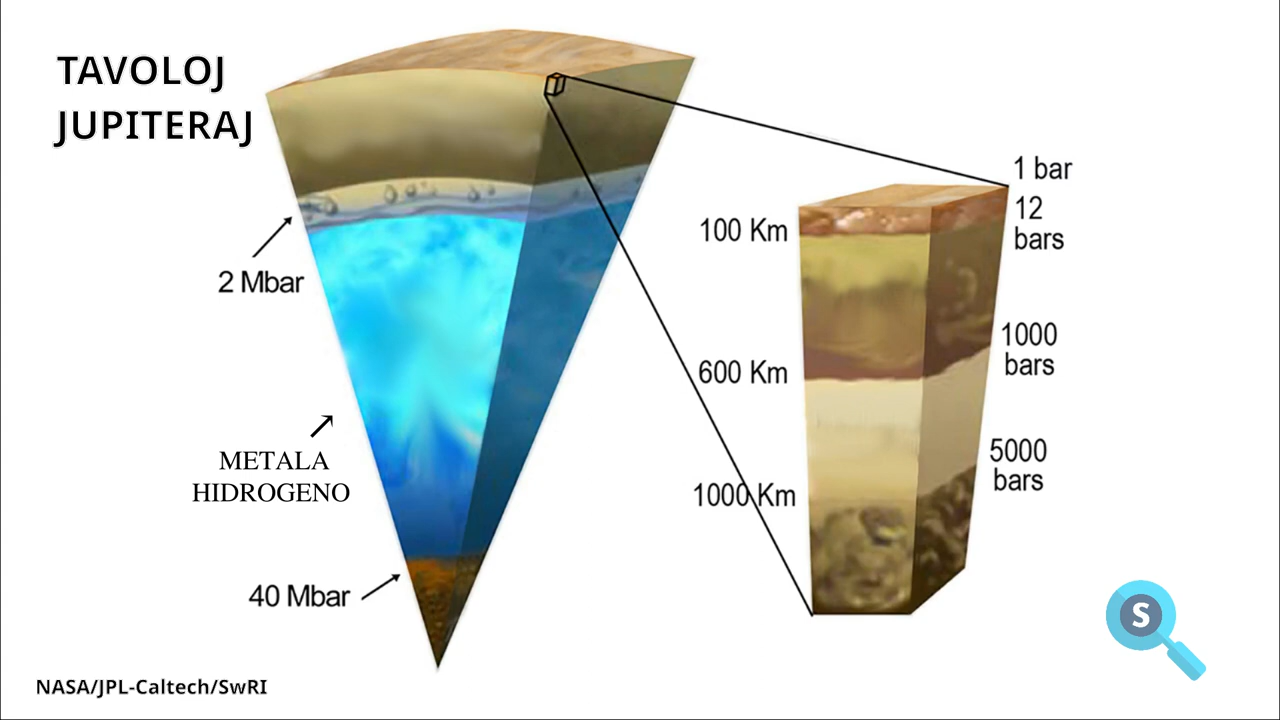 TAVOLOJ
JUPITERAJ
1 bar
12
bars
100 Km
2 Mbar
1000
bars
600 Km
METALA
HIDROGENO
5000
bars
1000 Km
40 Mbar
S
NASA/JPL-Caltech/SwRI